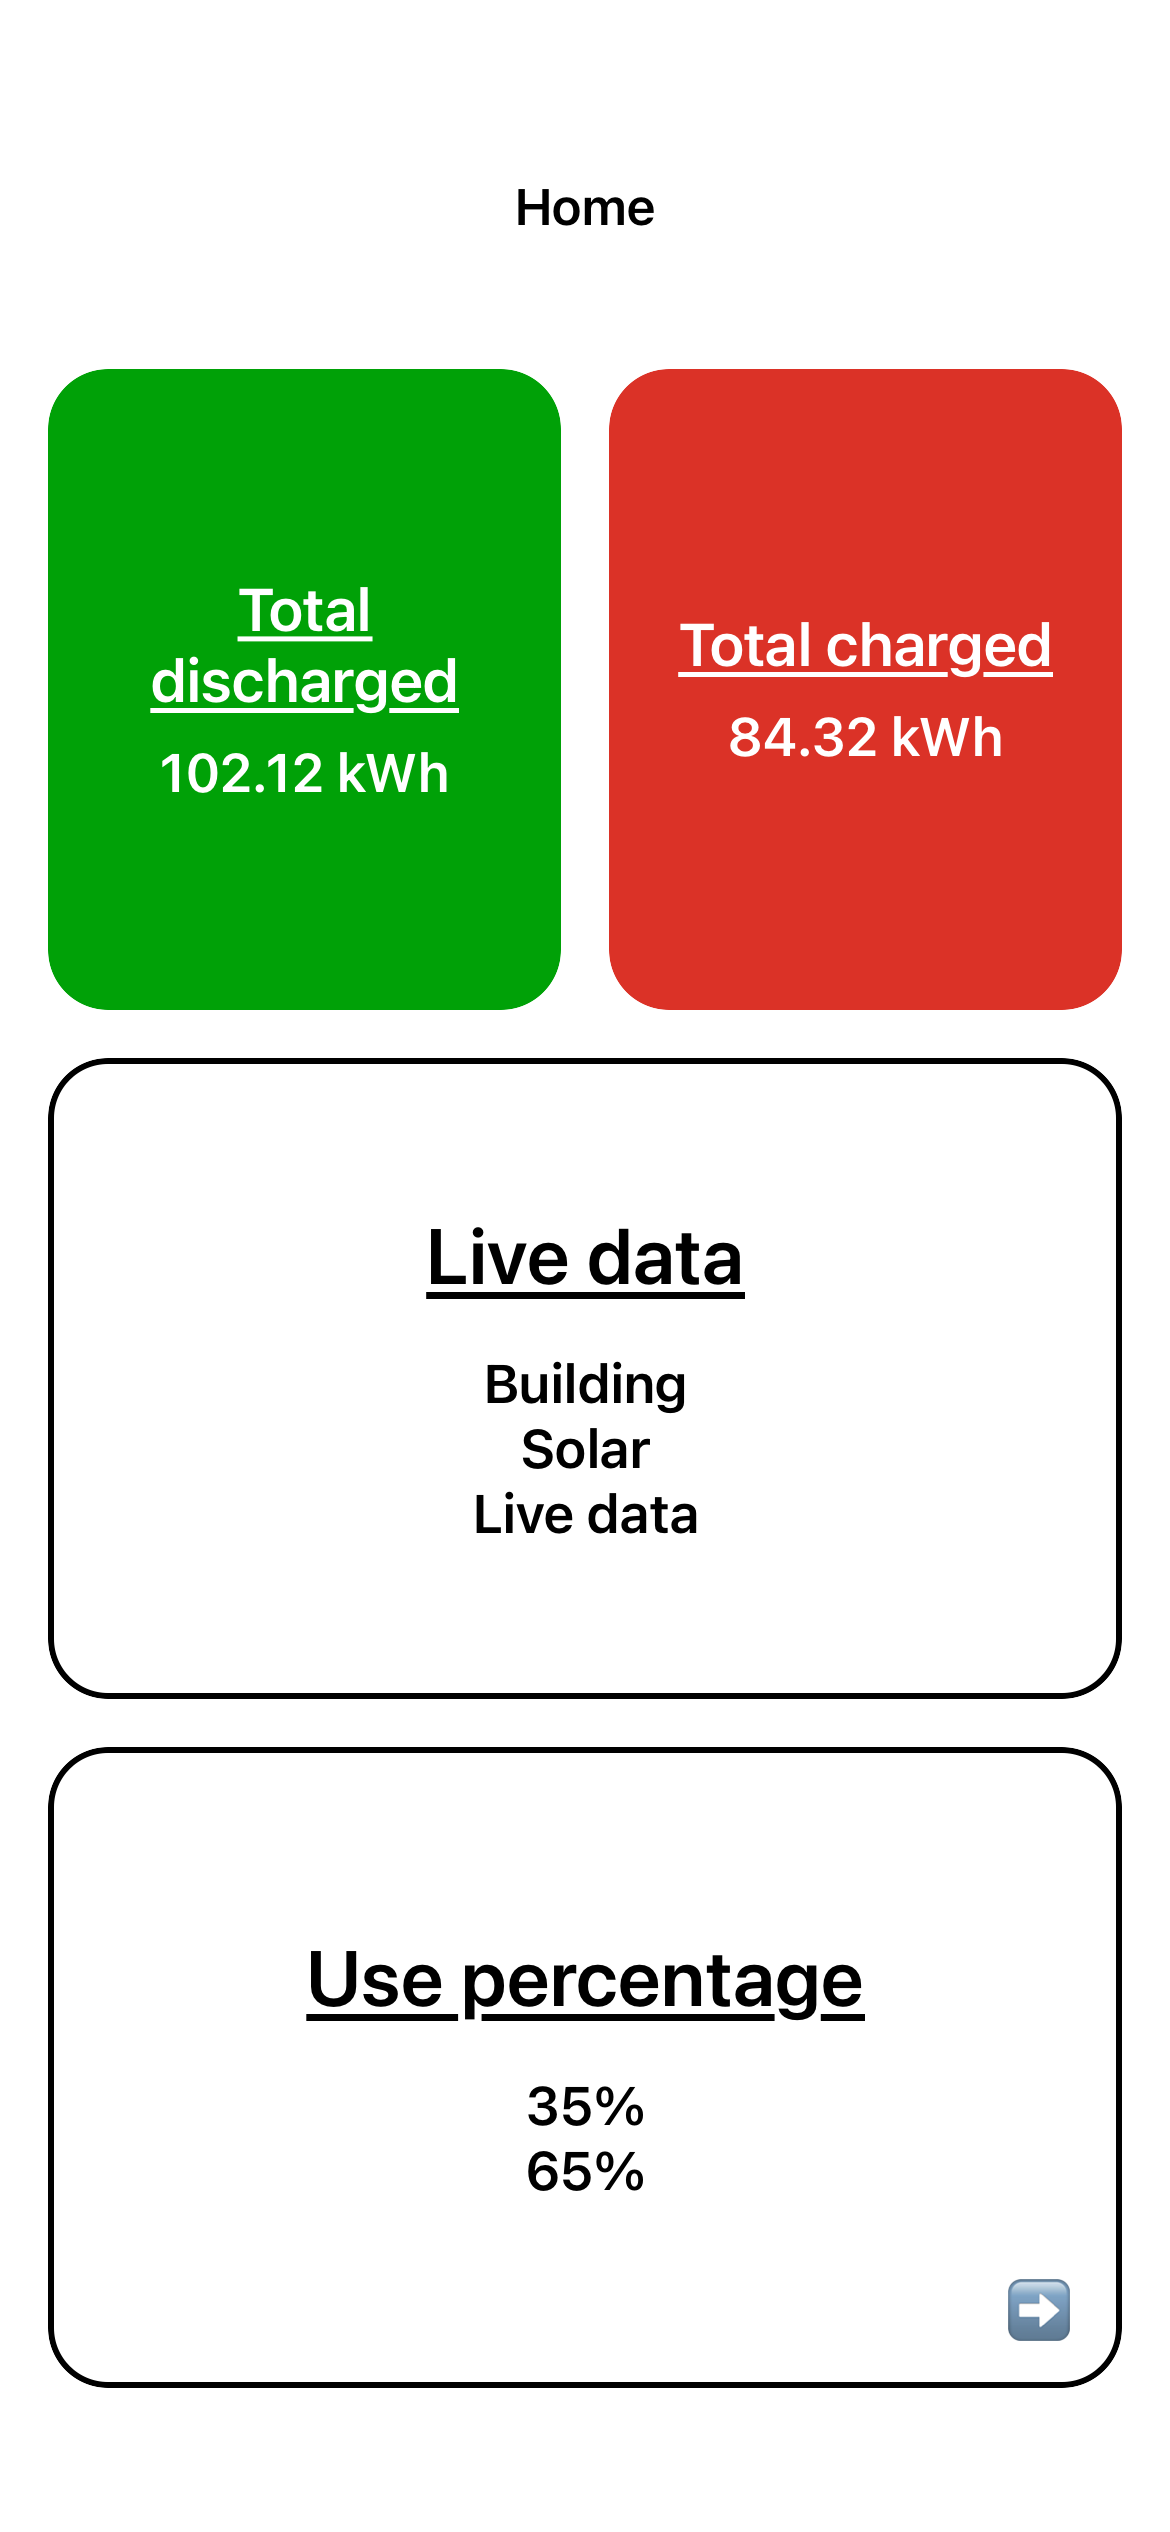 Home
Total
discharged
102.12 kWh
Total charged
84.32 kWh
Live data
Building
Solar
Live data
Use percentage
35%
65%